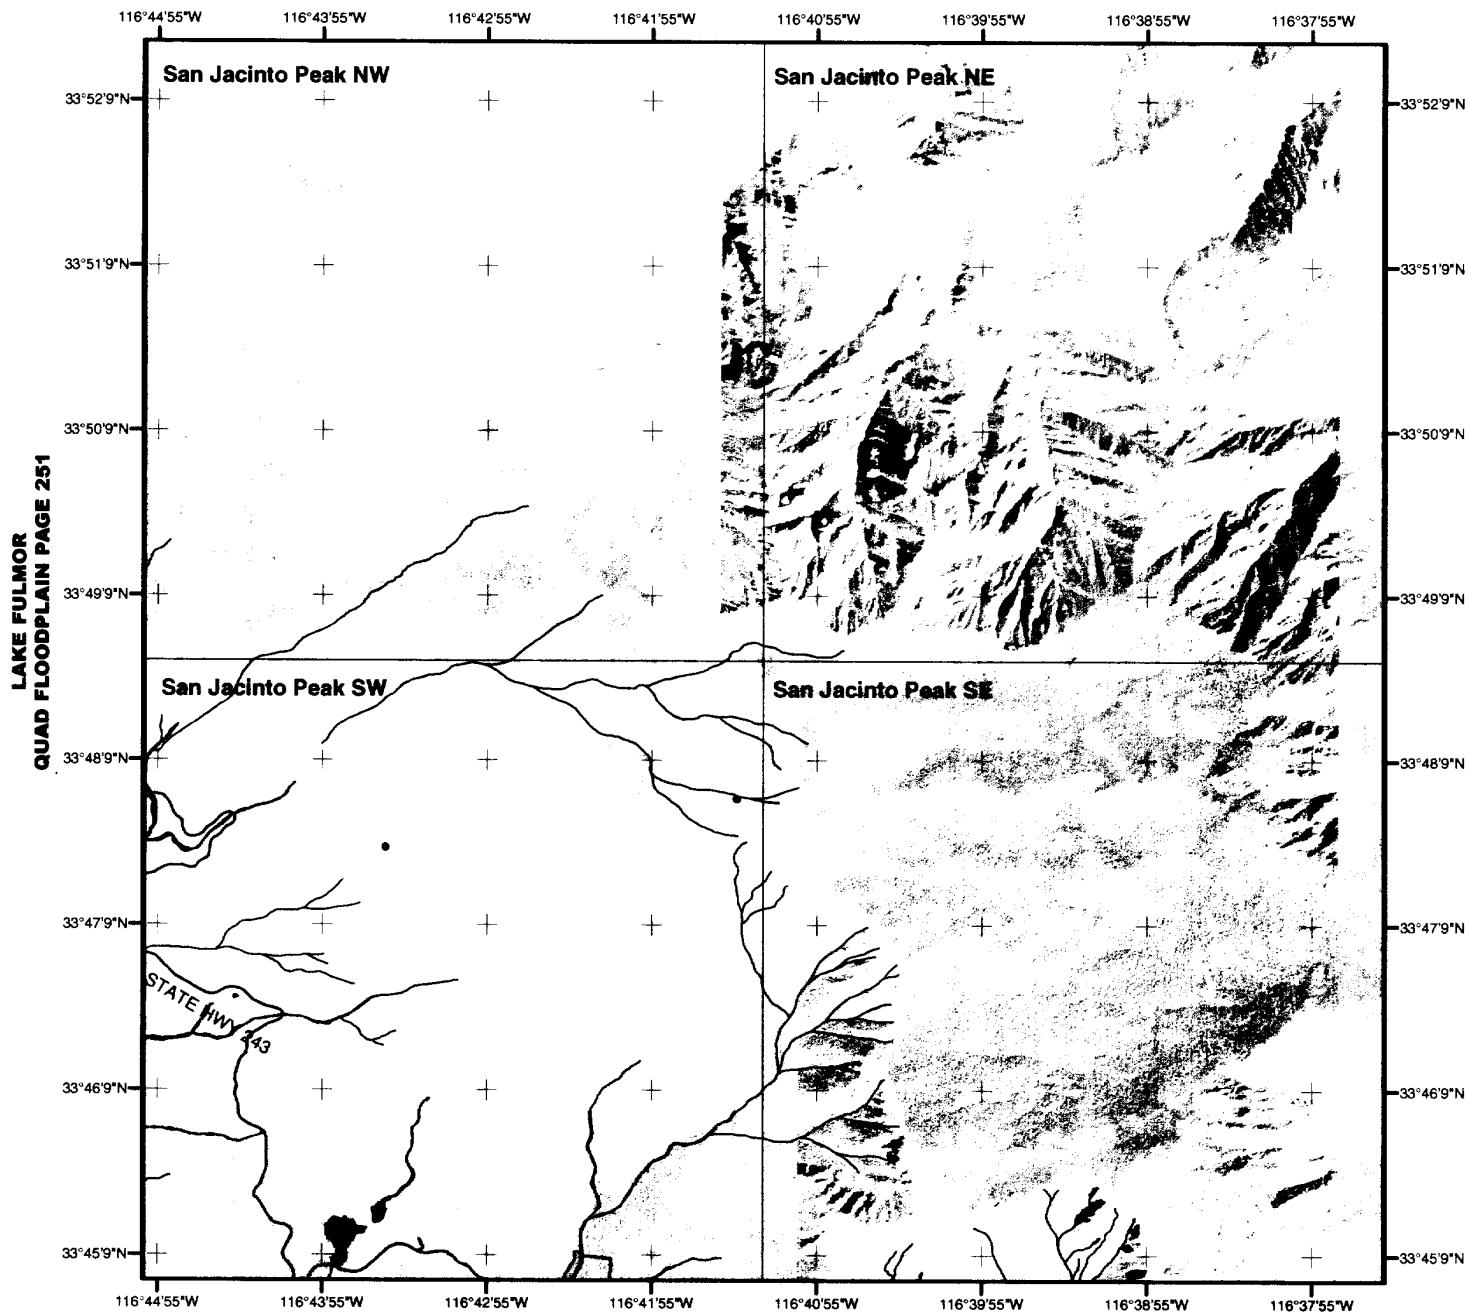 116°44'55"W 116°43'55"W 116°42'55"W 116°41'55"W 116°40'55"W 116°39'55"W 116°38'55"W 116°37'55"W
San Jacinto Peak NW
San Jacinto Peak NE
33°52'9"N
33°52'9"N
33°51'9"N
33°51'9"N
33°50'9"N
33°50'9"N
LAKE FULMOR
QUAD FLOODPLAIN PAGE 251
33°49'9"N
33°49'9"N
San Jacinto Peak SW
San Jacinto Peak SE
33°48'9"N
33°48'9"N
33°47'9"N
33°47'9"N
STATE HWY 243
33°46'9"N
33°46'9"N
33°45'9"N
33°45'9"N
116°44'55"W 116°43'55"W 116°42'55"W 116°41'55"W 116°40'55"W 116°39'55"W 116°38'55"W 116°37'55"W